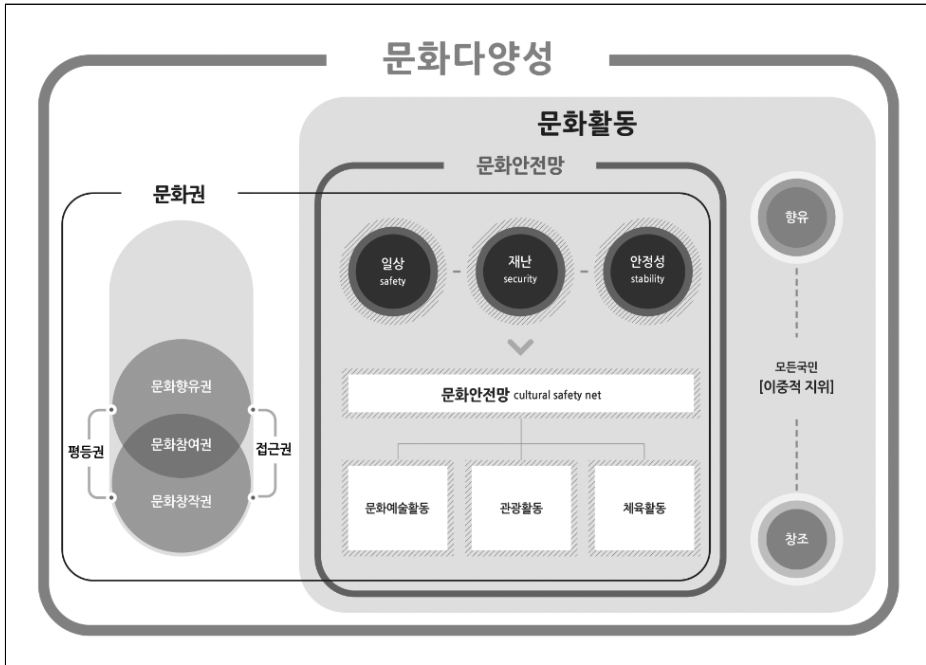 문화다양성
문화활동
문화안전망
문화권
일상
safety
재난
security
안정성
stability
향유
문화향유권
문화참여권
문화창작권
평등권
접근권
문화안전망 cultural safety net
모든국민
[이중적 지위]
문화예술활동
관광활동
체육활동
창조